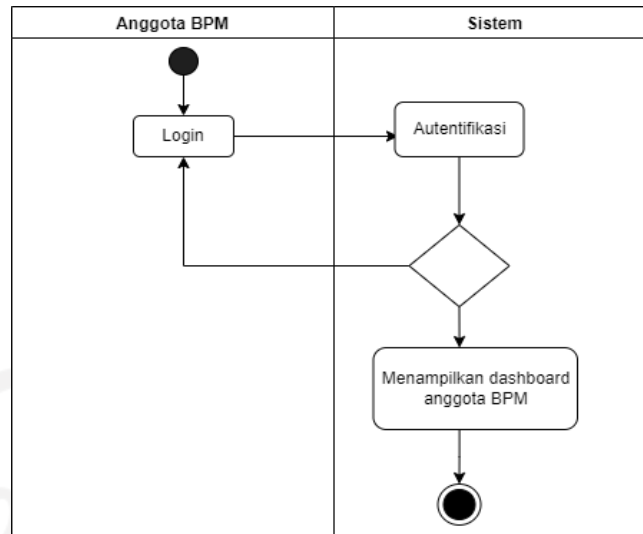 Anggota BPM
Sistem
Login
Autentifikasi
Menampilkan dashboard
anggota BPM